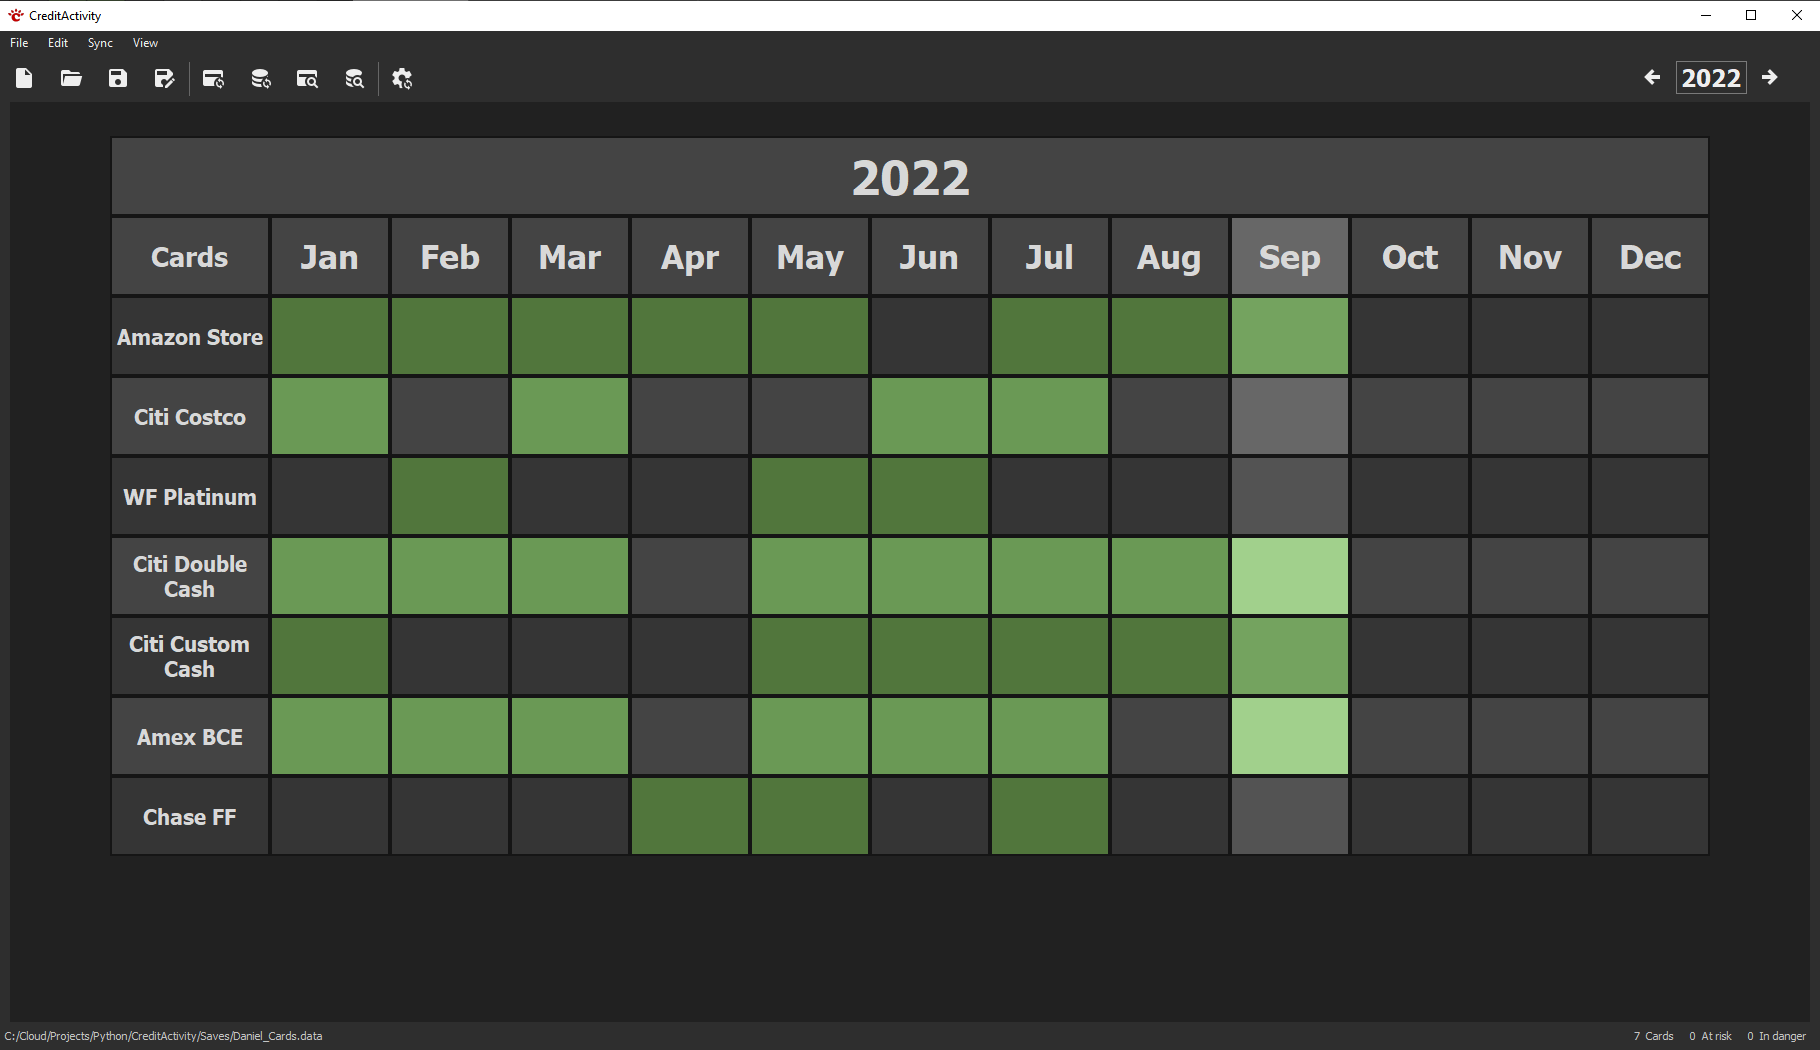 CreditActivity
File Edit Sync View
2022
2022
Cards Jan Feb Mar Apr May Jun Jul Aug Sep Oct Nov Dec
Amazon Store
Citi Costco
WF Platinum
Citi Double
Cash
Citi Custom
Cash
Amex BCE
Chase FF
C:/Cloud/Projects/Python/CreditActivity/Saves/Daniel_Cards.data 7 Cards 0 At risk 0 In danger